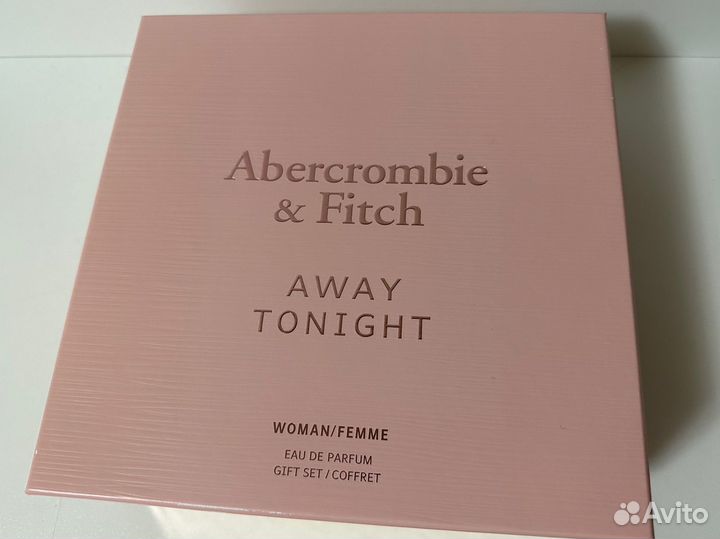 Abercrombie
& Fitch
AWAY
TONIGHT
WOMAN/FEMME
EAU DE PARFUM
GIFT SET / COFFRET
Avito